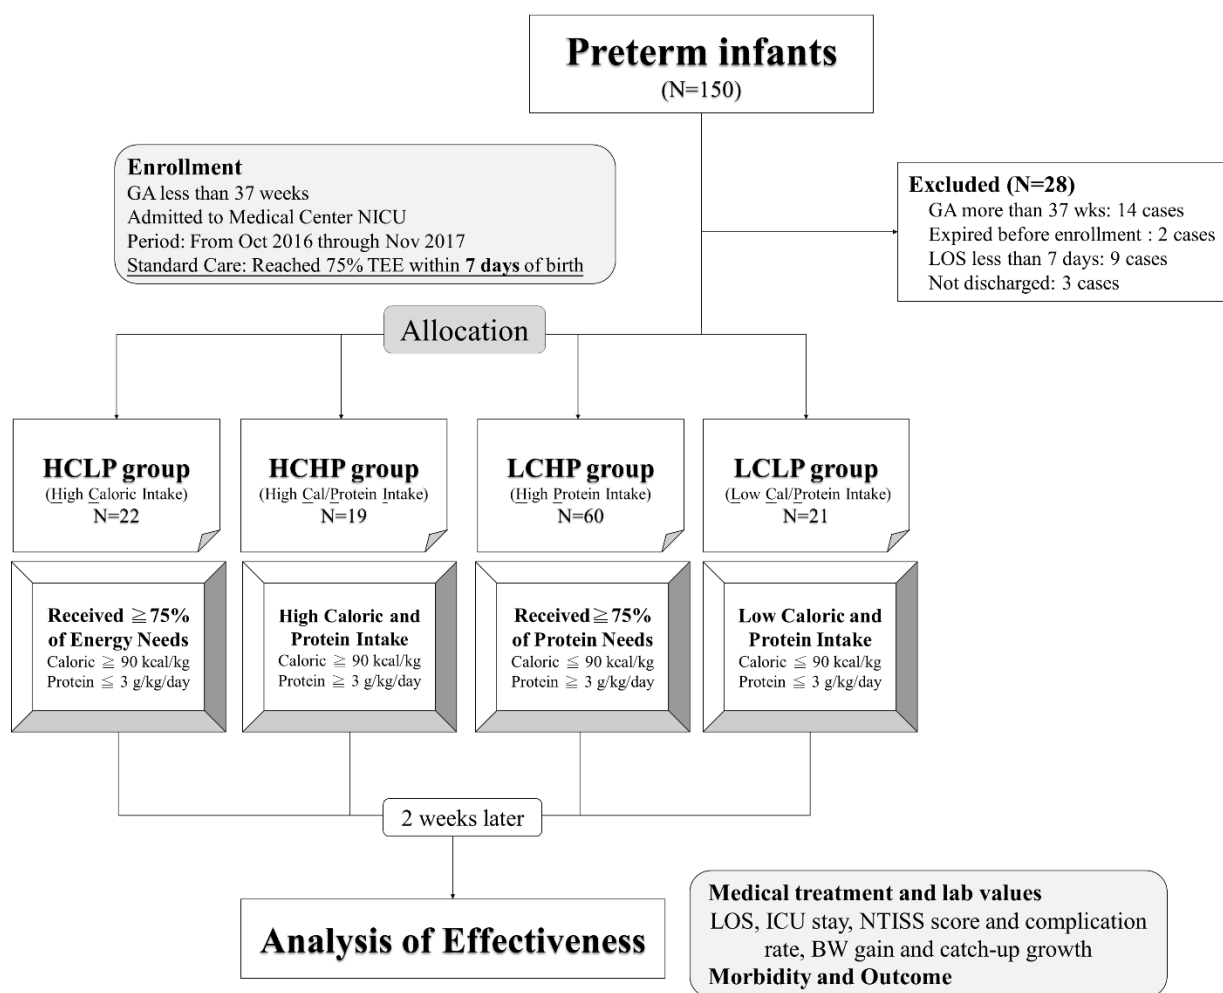 Preterm infants
(N=150)
Enrollment
GA less than 37 weeks
Admitted to Medical Center NICU
Period: From Oct 2016 through Nov 2017
Standard Care: Reached 75% TEE within 7 days of birth
Excluded (N=28)
GA more than 37 wks: 14 cases
Expired before enrollment : 2 cases
LOS less than 7 days: 9 cases
Not discharged: 3 cases
Allocation
HCLP group
(High Caloric Intake)
N=22
HCHP group
(High Cal/Protein Intake)
N=19
LCHP group
(High Protein Intake)
N=60
LCLP group
(Low Cal/Protein Intake)
N=21
Received ≧75%
of Energy Needs
Caloric ≧ 90 kcal/kg
Protein ≦ 3 g/kg/day
High Caloric and
Protein Intake
Caloric ≧ 90 kcal/kg
Protein ≧ 3 g/kg/day
Received≧75%
of Protein Needs
Caloric ≦ 90 kcal/kg
Protein ≧ 3 g/kg/day
Low Caloric and
Protein Intake
Caloric ≦ 90 kcal/kg
Protein ≦ 3 g/kg/day
2 weeks later
Analysis of Effectiveness
Medical treatment and lab values
LOS, ICU stay, NTISS score and complication
rate, BW gain and catch-up growth
Morbidity and Outcome